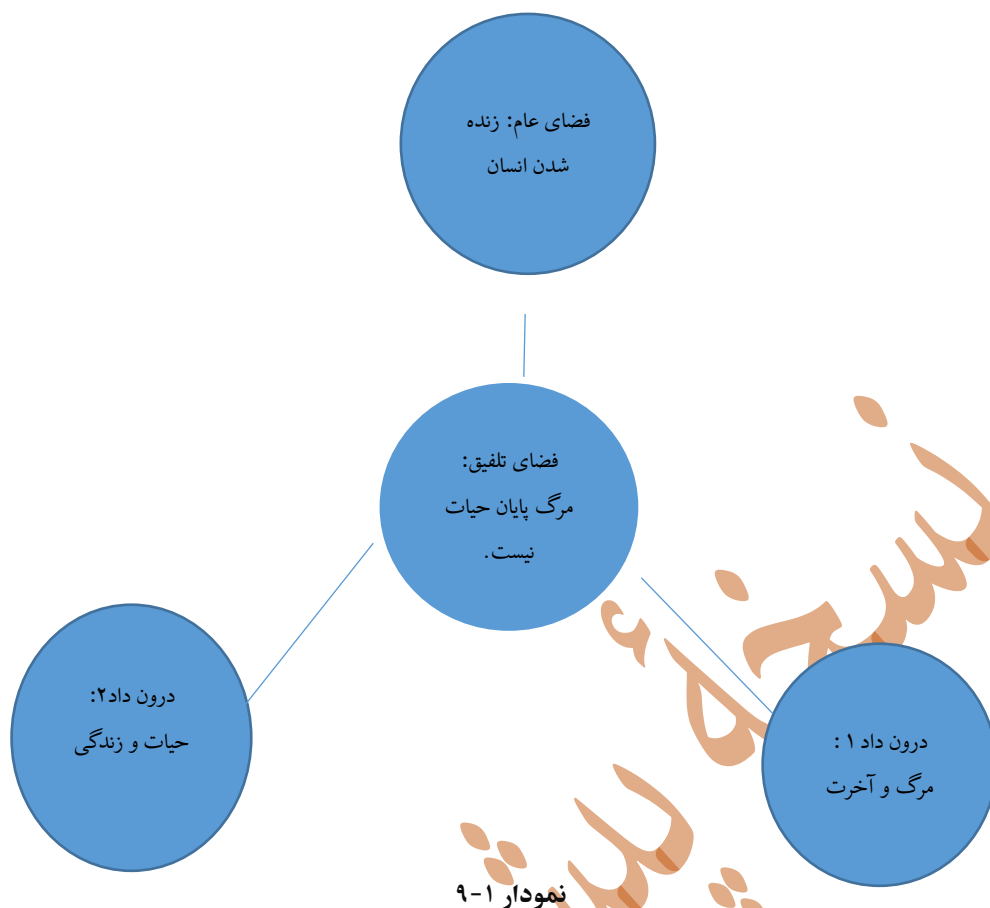 فضای عام: زنده
شدن انسان
فضای تلفیق:
مرگ پایان حیات
نیست.
درون داد۲:
حیات و زندگی
درون داد ۱ :
مرگ و آخرت
نمودار ۱-۹
نسخهٔ